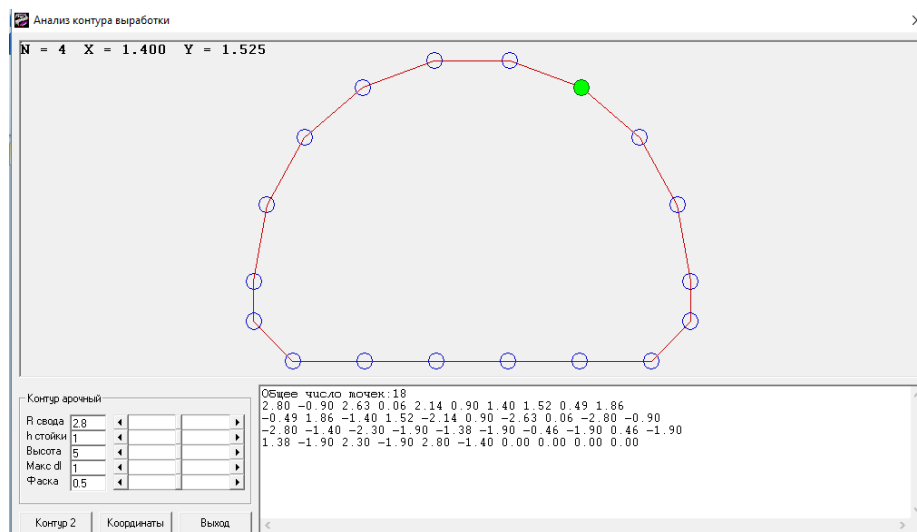 Анализ контура выработки
N = 4 X = 1.400 Y = 1.525
Контур арочный
R свода 2.8
h стойки 1
Высота 5
Макс dl 1
Фаска 0.5
Контур 2 Координаты Выход
Общее число точек:18
2.80 -0.90 2.63 0.06 2.14 0.90 1.40 1.52 0.49 1.86
-0.49 1.86 -1.40 1.52 -2.14 0.90 -2.63 0.06 -2.80 -0.90
-2.80 -1.40 -2.30 -1.90 -1.38 -1.90 -0.46 -1.90 0.46 -1.90
1.38 -1.90 2.30 -1.90 2.80 -1.40 0.00 0.00 0.00 0.00